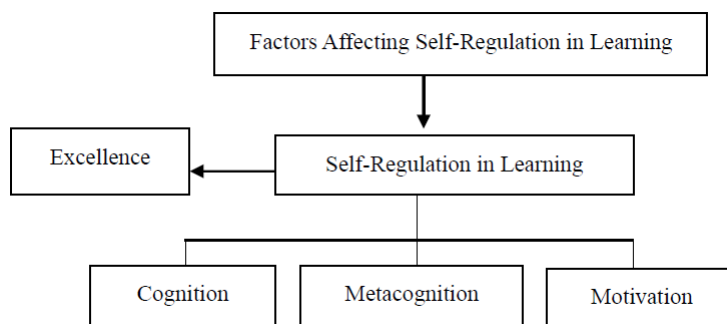 Factors Affecting Self-Regulation in Learning
Excellence
Self-Regulation in Learning
Cognition
Metacognition
Motivation